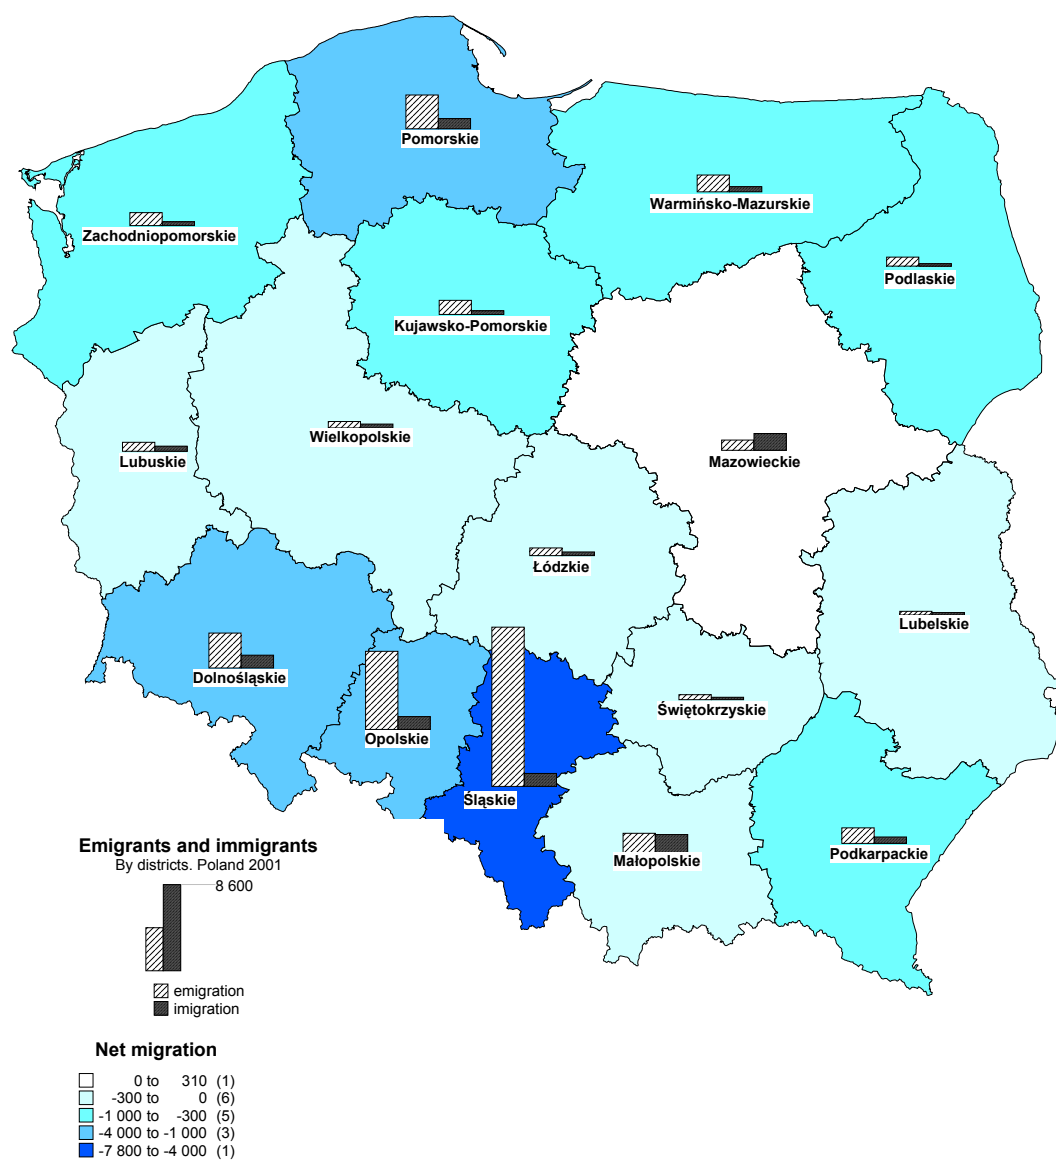 Pomorskie
Warmińsko-Mazurskie
Zachodniopomorskie
Podlaskie
Kujawsko-Pomorskie
Wielkopolskie
Lubuskie
Mazowieckie
Łódzkie
Lubelskie
Dolnośląskie
Świętokrzyskie
Opolskie
Śląskie
Małopolskie
Podkarpackie
Emigrants and immigrants
By districts. Poland 2001
8 600
emigration
imigration
Net migration
0 to 310 (1)
-300 to 0 (6)
-1 000 to -300 (5)
-4 000 to -1 000 (3)
-7 800 to -4 000 (1)